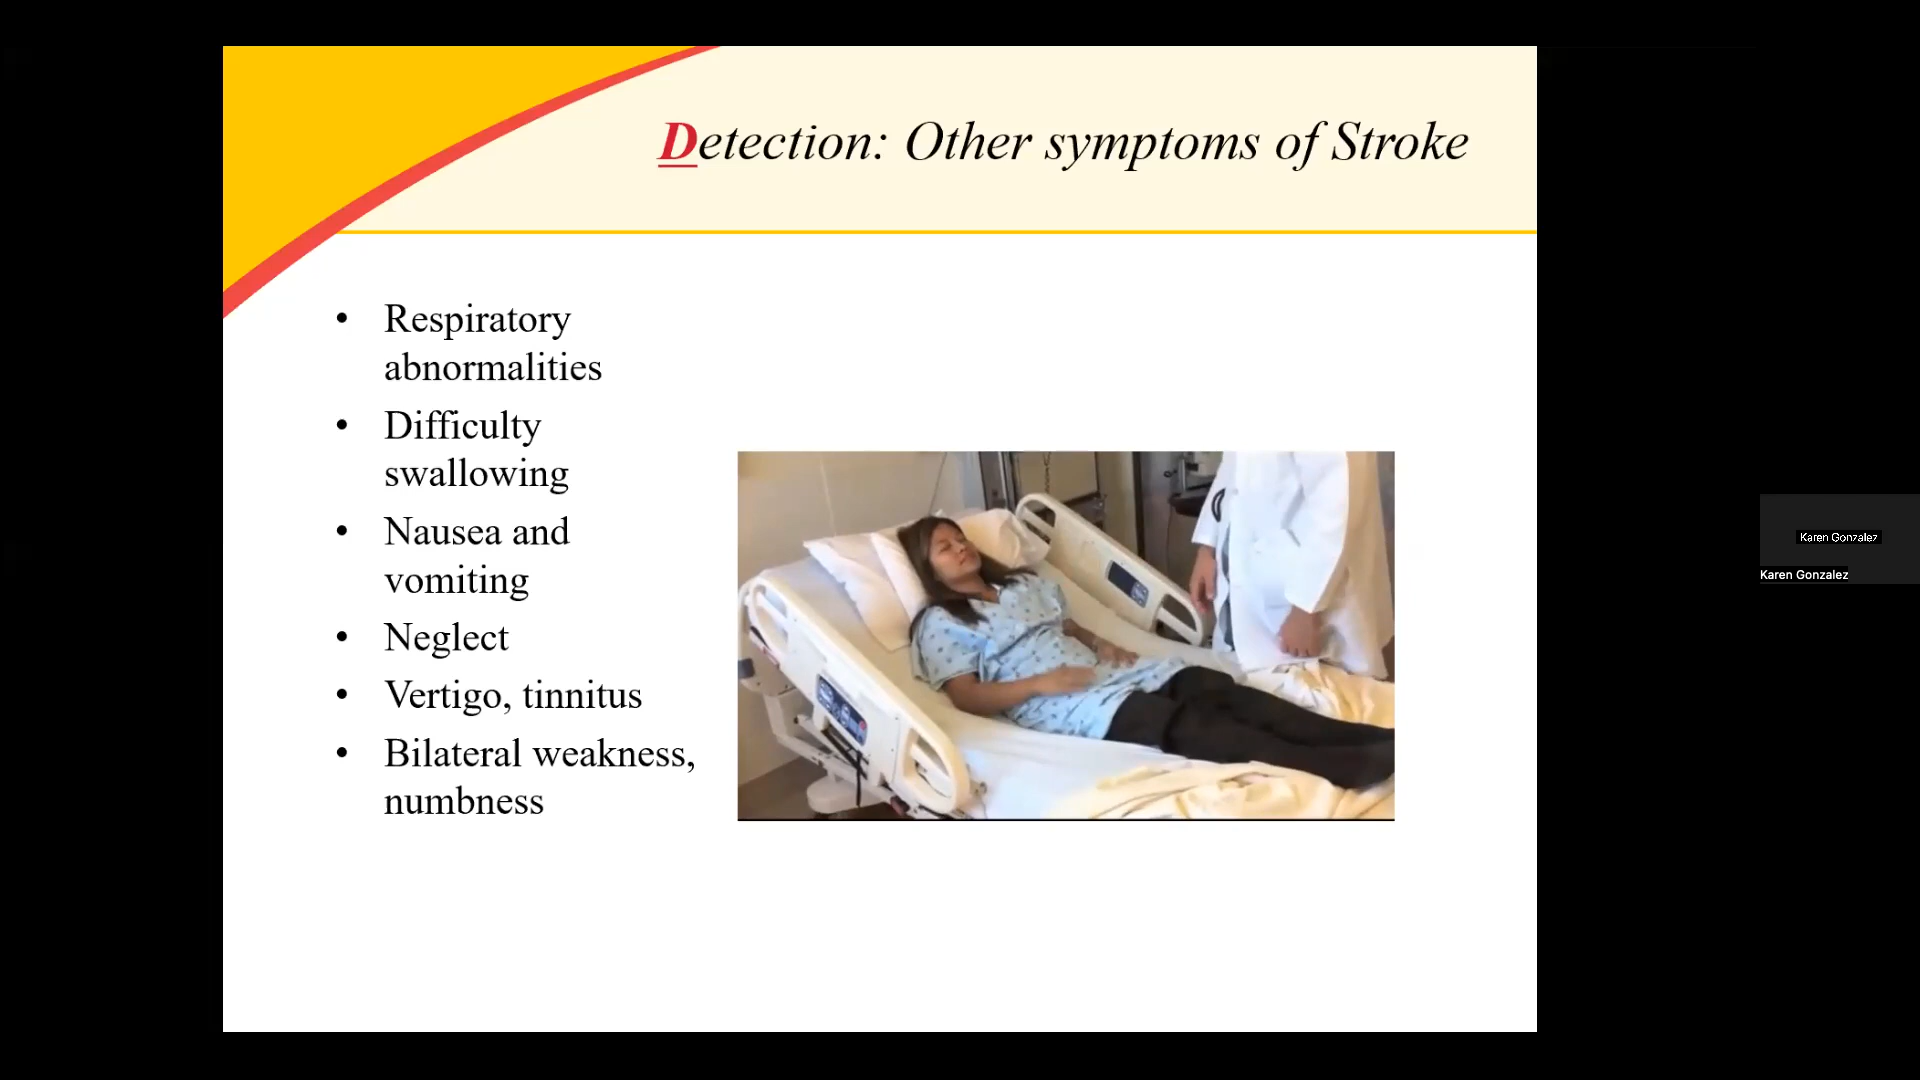 Detection: Other symptoms of Stroke
• Respiratory
abnormalities
• Difficulty
swallowing
• Nausea and
vomiting
• Neglect
• Vertigo, tinnitus
• Bilateral weakness,
numbness
Karen Gonzalez
Karen Gonzalez